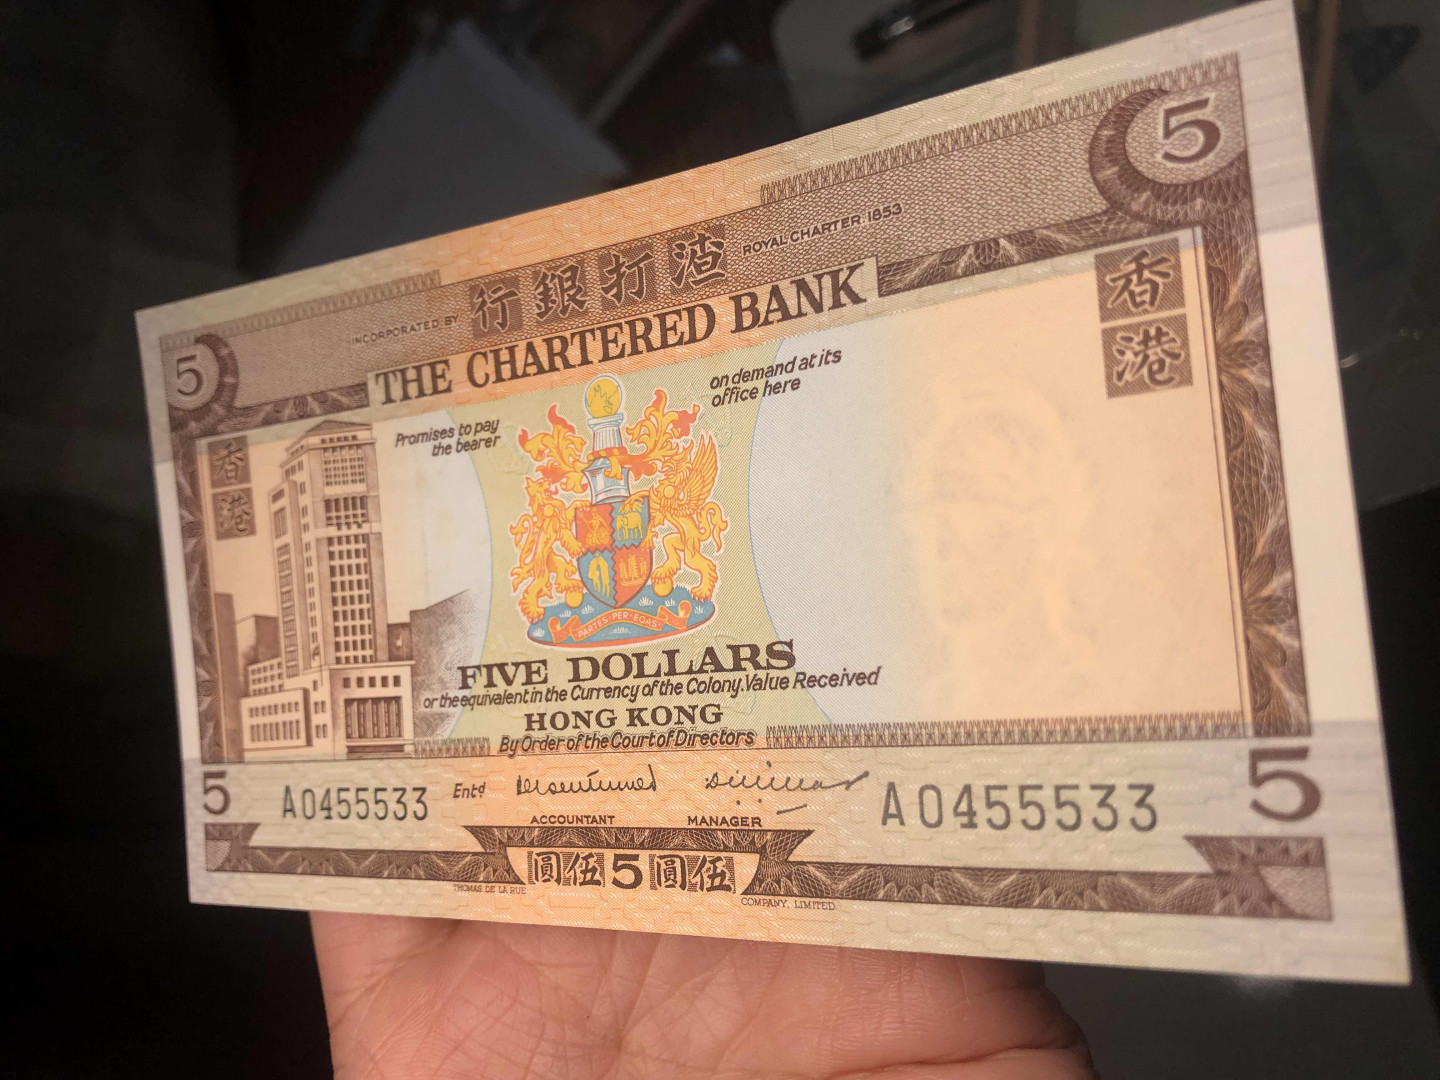 5
5
INCORPORATED BY
行銀打渣
ROYAL CHARTER 1853
THE CHARTERED BANK
香
港
香
港
Promises to pay
the bearer
on demand at its
office here
PARTES·PER·EOAS
FIVE DOLLARS
or the equivalent in the Currency of the Colony. Value Received
HONG KONG
By Order of the Court of Directors
5
A0455533
Entd
A0455533
5
ACCOUNTANT
MANAGER
圓伍5圓伍
THOMAS DE LA RUE
COMPANY, LIMITED.